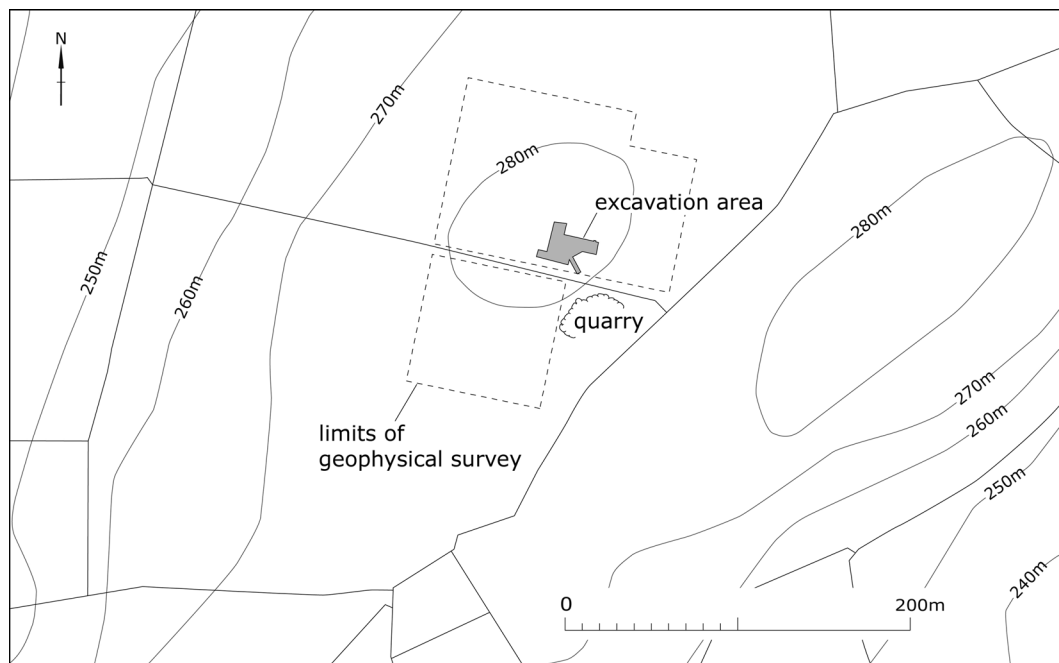 N
270m
280m
excavation area
280m
250m
260m
quarry
270m
limits of
geophysical survey
260m
250m
240m
0
200m